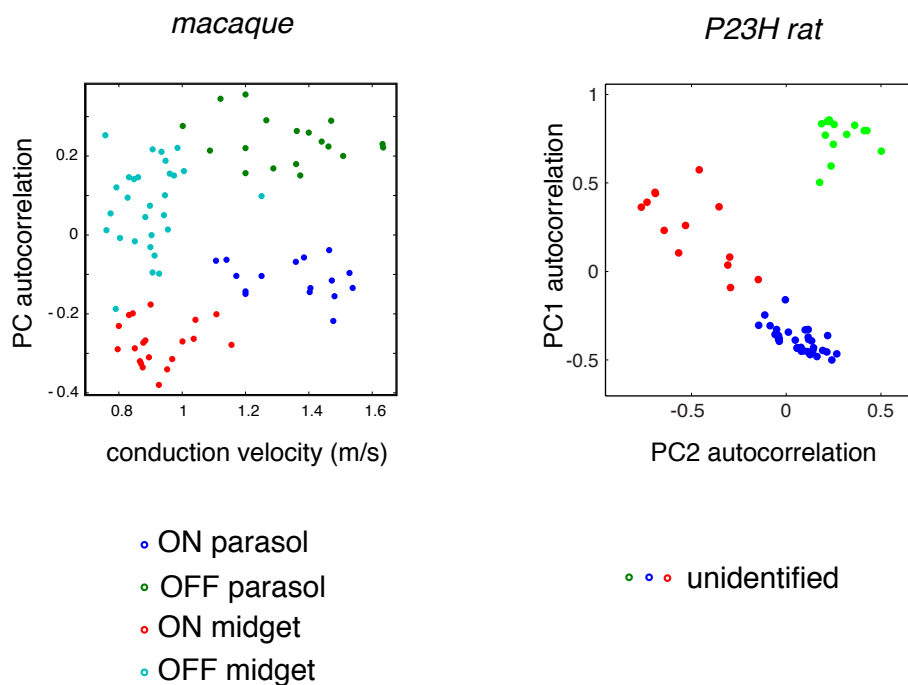 macaque
P23H rat
PC autocorrelation
0.2
0
- 0.2
- 0.4
0.8
1
1.2
1.4
1.6
conduction velocity (m/s)
PC1 autocorrelation
1
0.5
0
-0.5
-0.5
0
0.5
PC2 autocorrelation
ON parasol
OFF parasol
ON midget
OFF midget
unidentified